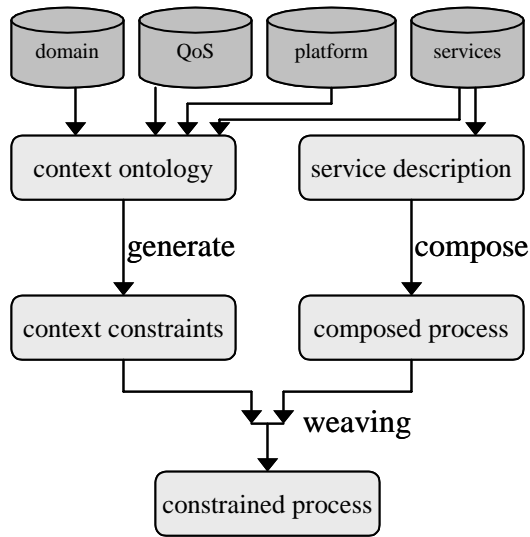 domain
QoS
platform
services
context ontology
service description
generate
compose
context constraints
composed process
weaving
constrained process